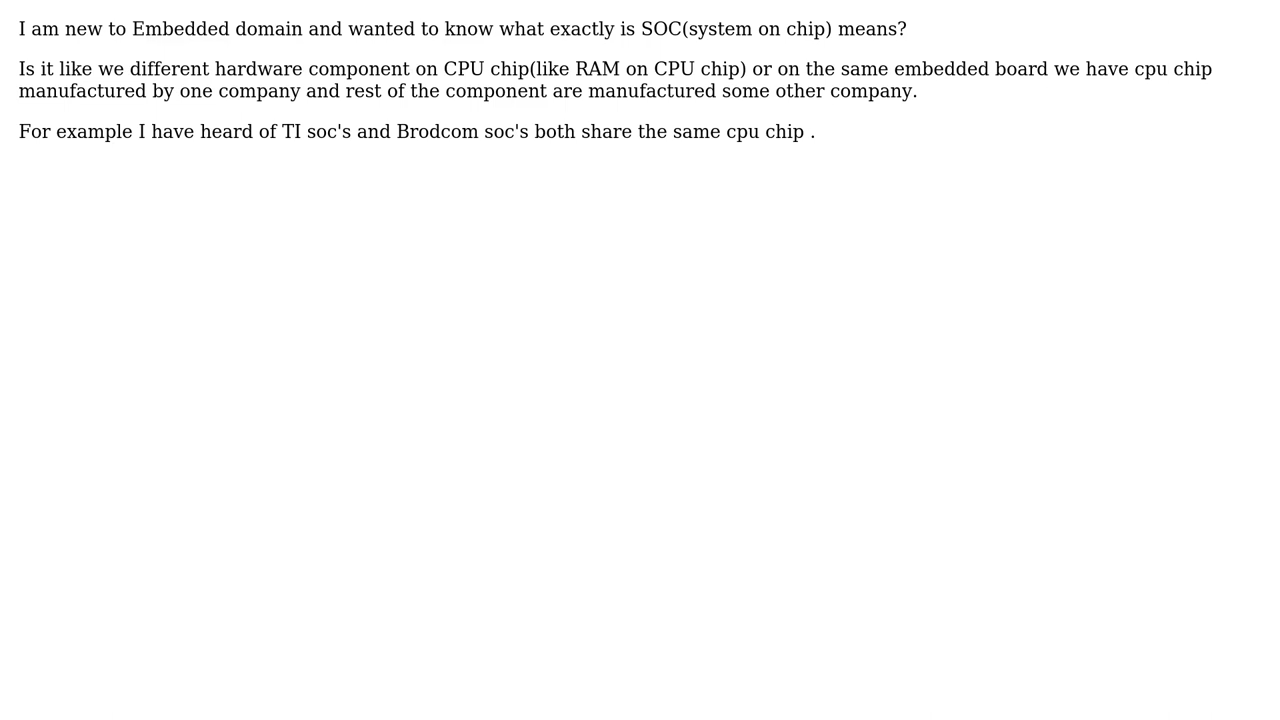 I am new to Embedded domain and wanted to know what exactly is SOC(system on chip) means?
Is it like we different hardware component on CPU chip(like RAM on CPU chip) or on the same embedded board we have cpu chip
manufactured by one company and rest of the component are manufactured some other company.
For example I have heard of TI soc's and Brodcom soc's both share the same cpu chip .